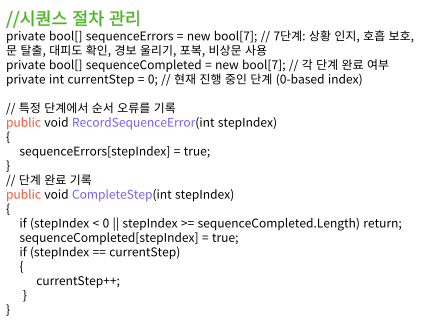 //시퀀스 절차 관리
private bool[] sequenceErrors = new bool[7]; // 7단계: 상황 인지, 호흡 보호,
문 탈출, 대피도 확인, 경보 울리기, 포복, 비상문 사용
private bool[] sequenceCompleted = new bool[7]; // 각 단계 완료 여부
private int currentStep = 0; // 현재 진행 중인 단계 (0-based index)
// 특정 단계에서 순서 오류를 기록
public void RecordSequenceError(int stepIndex)
{
sequenceErrors[stepIndex] = true;
}
// 단계 완료 기록
public void CompleteStep(int stepIndex)
{
if (stepIndex < 0 || stepIndex >= sequenceCompleted.Length) return;
sequenceCompleted[stepIndex] = true;
if (stepIndex == currentStep)
{
currentStep++;
}
}